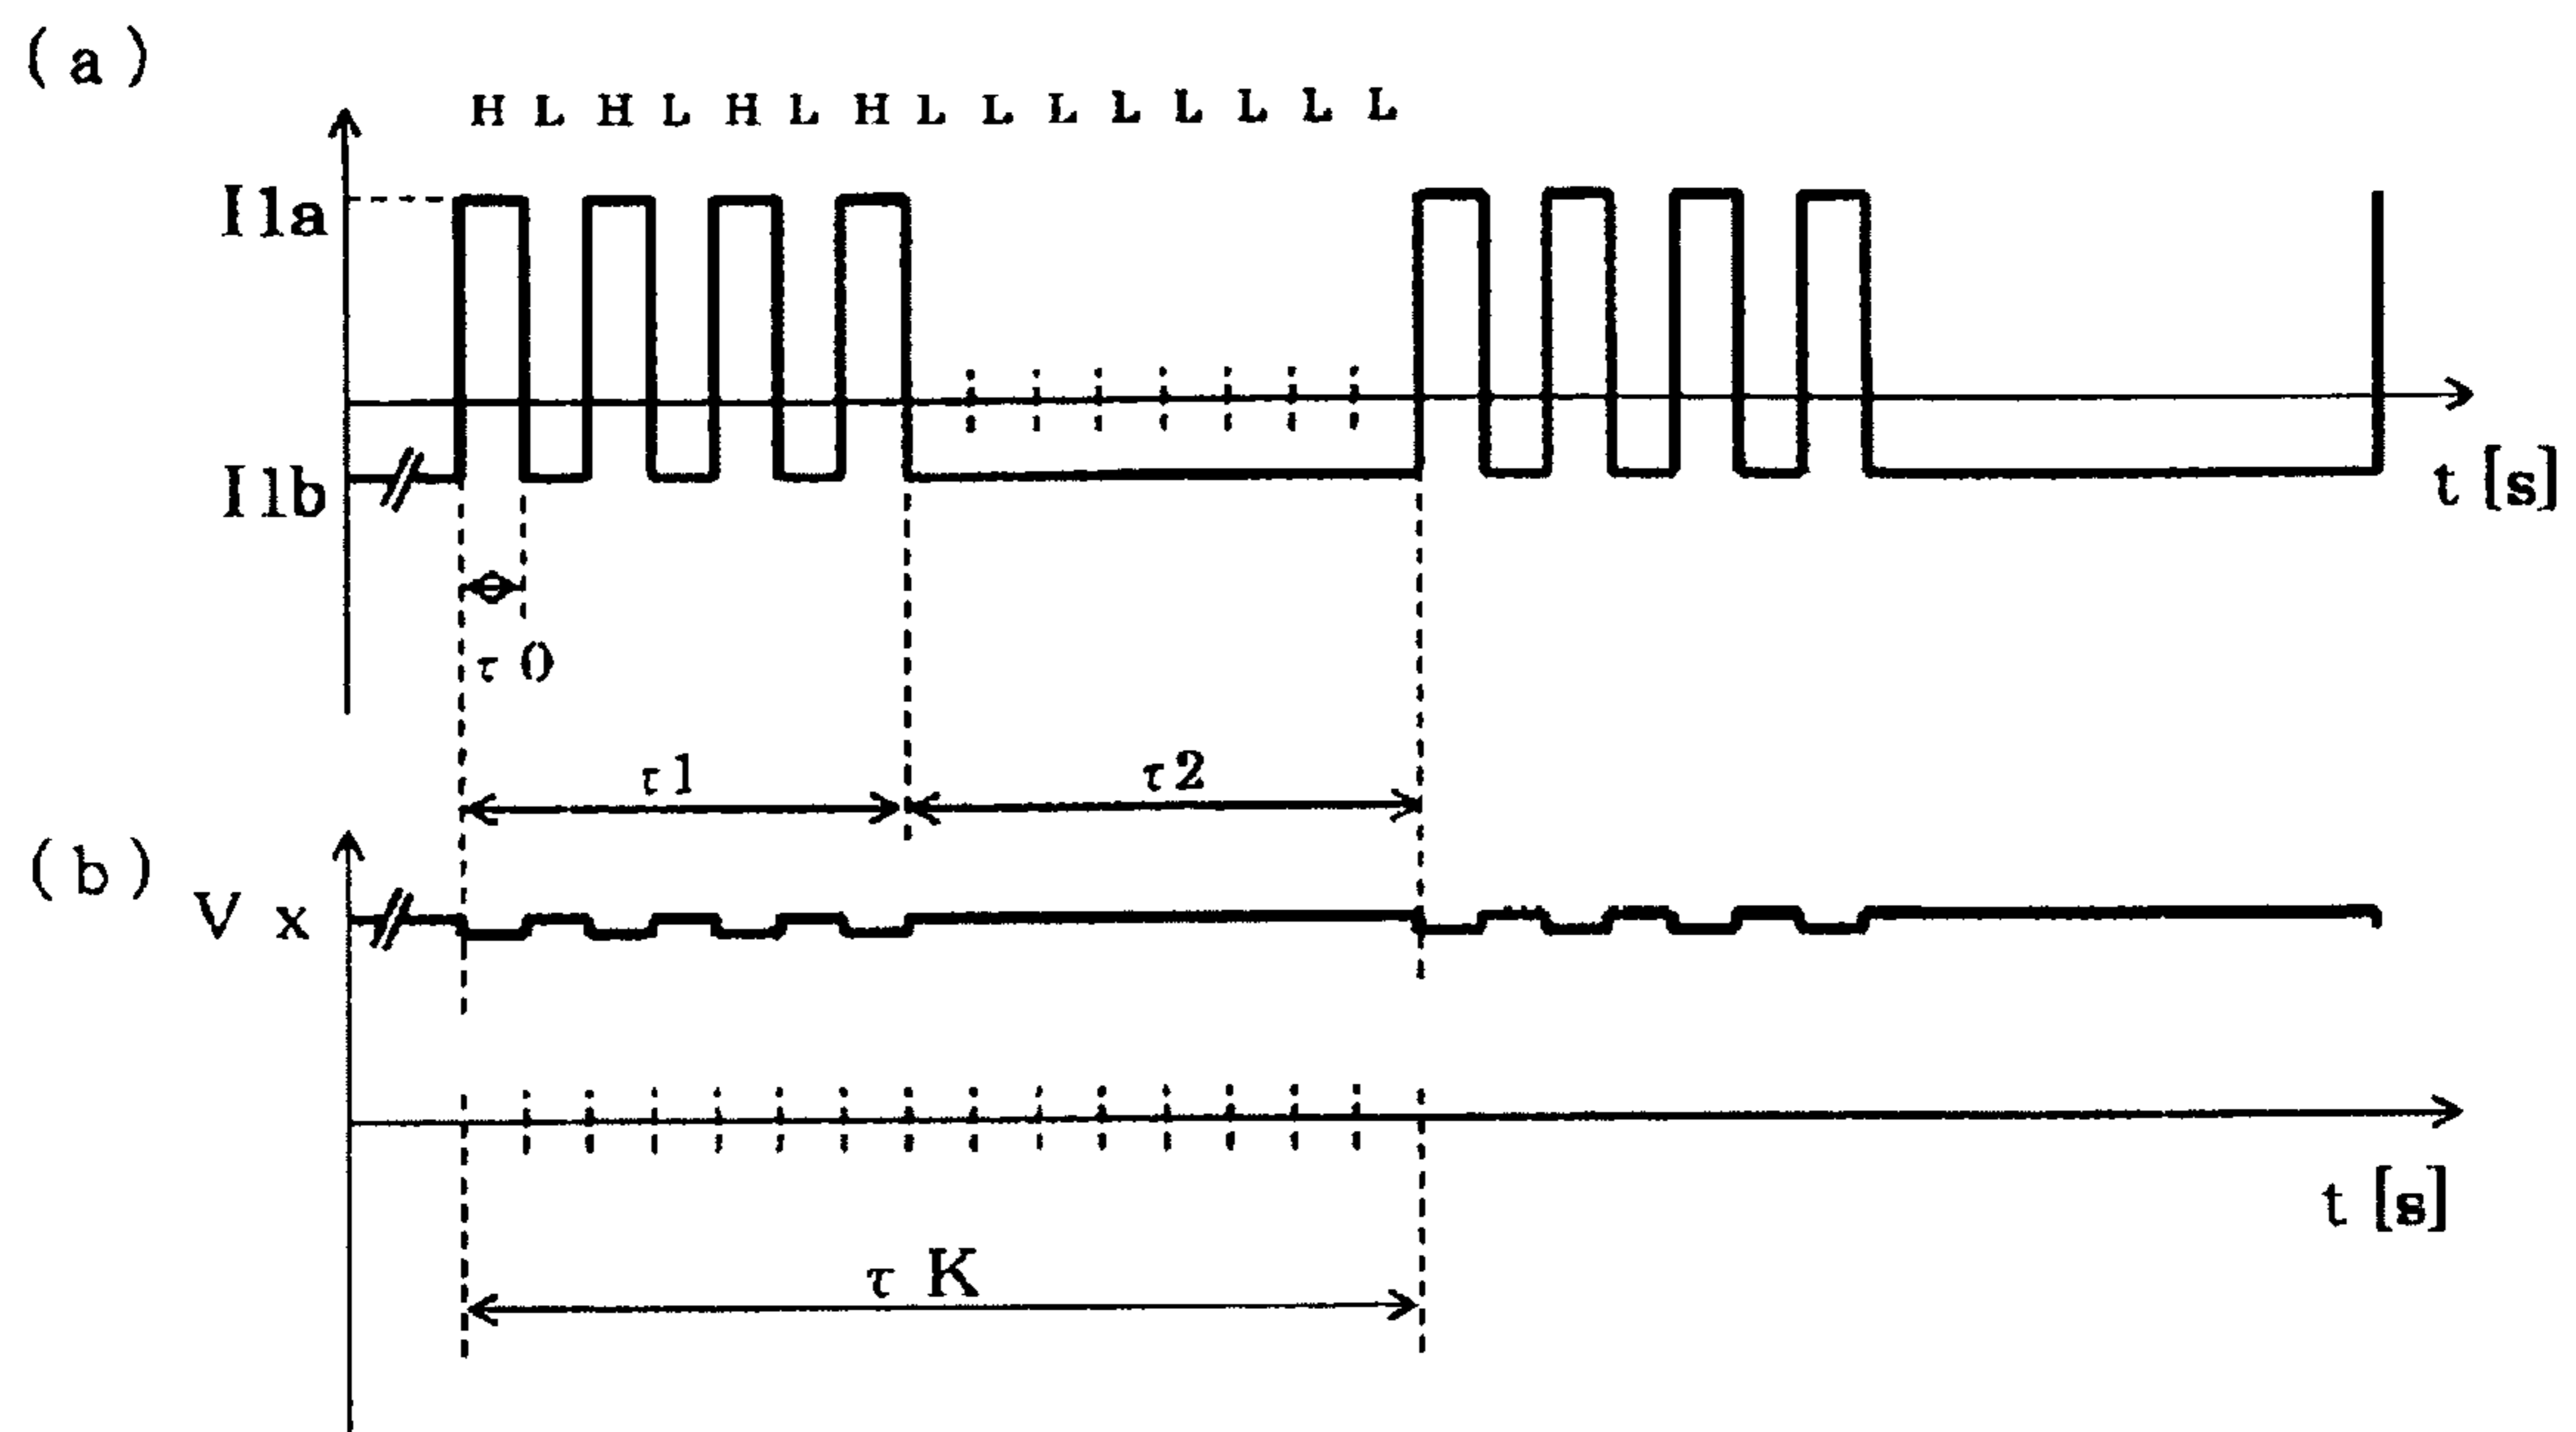 (a)
H L H L H L H L L L L L L L L
I1a
I1b
t [s]
τ0
τ1 τ2
(b)
Vx
t [s]
τK